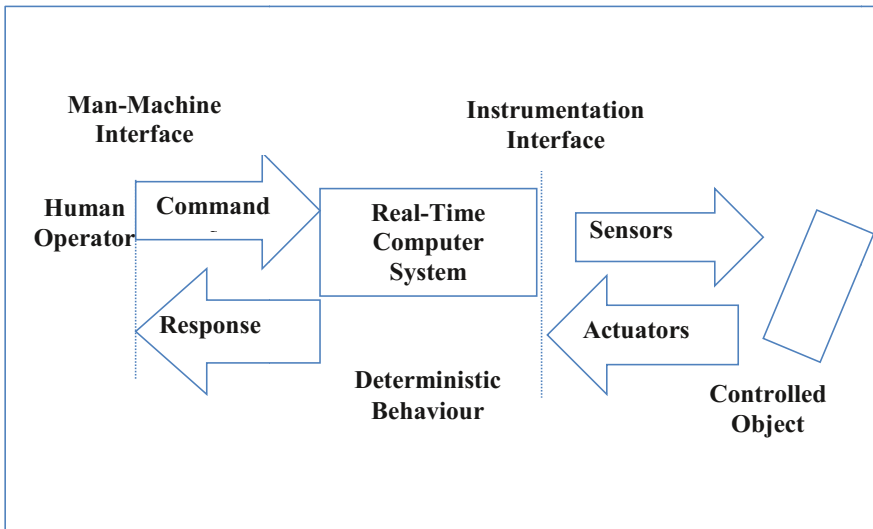 Man-Machine
Interface
Instrumentation
Interface
Human
Operator
Command
Real-Time
Computer
System
Sensors
Response
Actuators
Deterministic
Behaviour
Controlled
Object